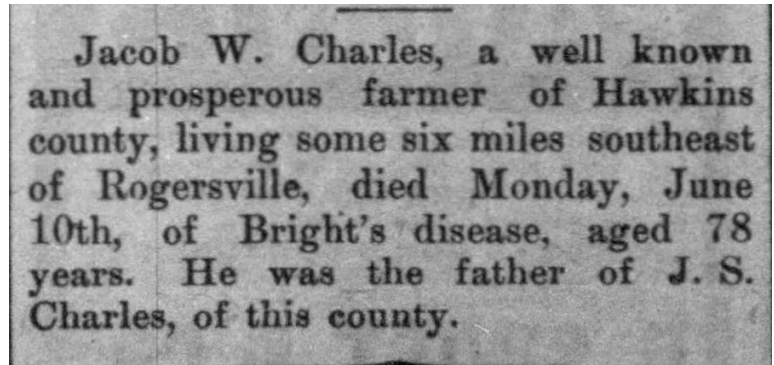 Jacob W. Charles, a well known
and prosperous farmer of Hawkins
county, living some six miles southeast
of Rogersville, died Monday, June
10th, of Bright's disease, aged 78
years. He was the father of J. S.
Charles, of this county.